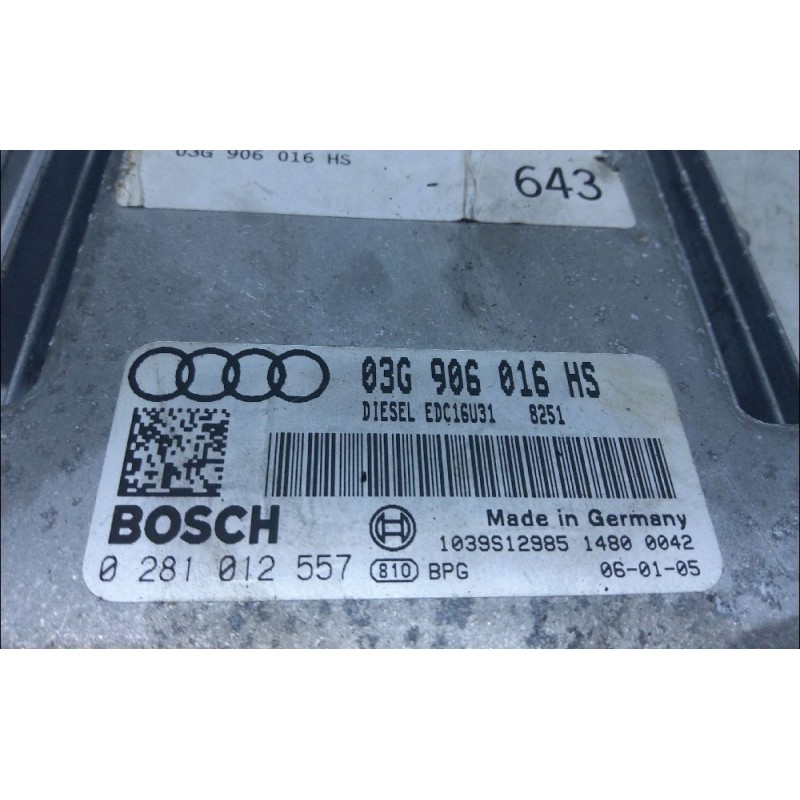 03G 906 016 HS
643
03G 906 016 HS
DIESEL EDC16U31 8251
BOSCH
Made in Germany
1039S12985 1480 0042
0 281 012 557 810 BPG 06-01-05